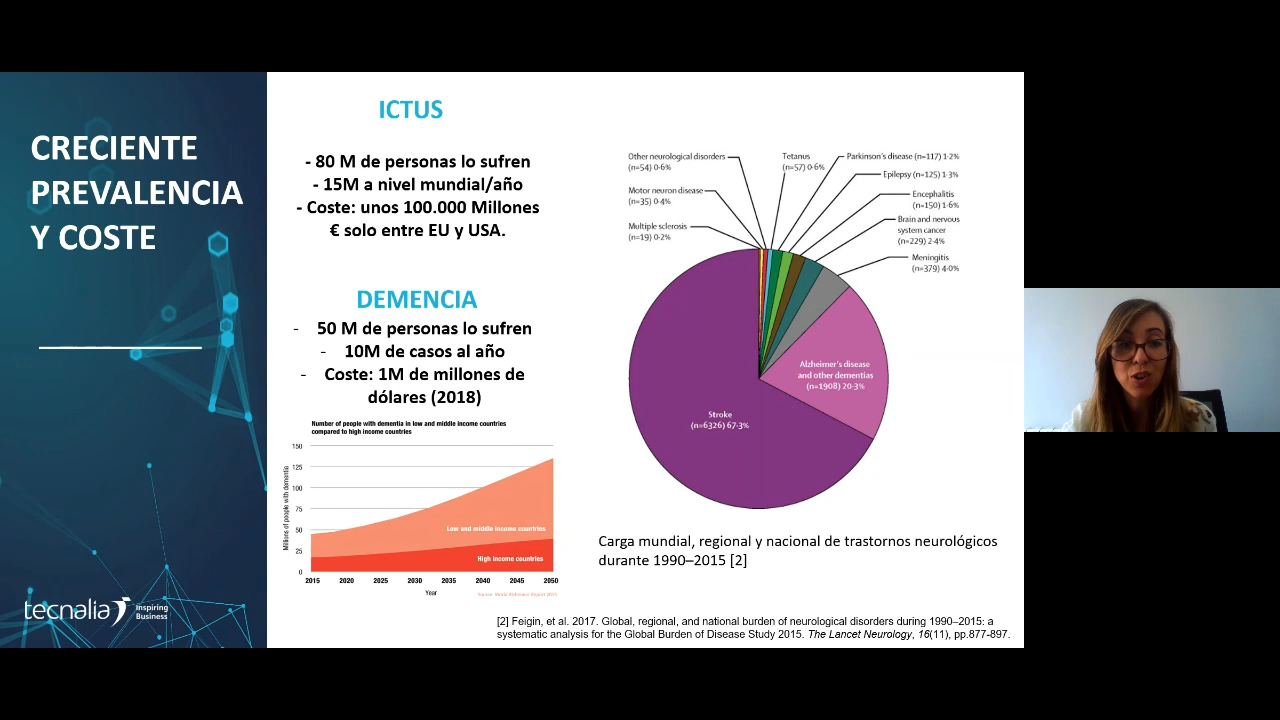 CRECIENTE
PREVALENCIA
Y COSTE
tecnalia
Inspiring
Business
ICTUS
- 80 M de personas lo sufren
- 15M a nivel mundial/año
- Coste: unos 100.000 Millones
€ solo entre EU y USA.
DEMENCIA
- 50 M de personas lo sufren
- 10M de casos al año
- Coste: 1M de millones de
dólares (2018)
Number of people with dementia in low and middle income countries
compared to high income countries
Millions of people with dementia
150
125
100
75
50
25
0
Low and middle income countries
High income countries
2015 2020 2025 2030 2035 2040 2045 2050
Year
Source: World Alzheimer Report 2015
Other neurological disorders
(n=54) 0·6%
Motor neuron disease
(n=35) 0·4%
Multiple sclerosis
(n=19) 0·2%
Tetanus
(n=57) 0·6%
Parkinson's disease (n=117) 1·2%
Epilepsy (n=125) 1·3%
Encephalitis
(n=150) 1·6%
Brain and nervous
system cancer
(n=229) 2·4%
Meningitis
(n=379) 4·0%
Alzheimer's disease
and other dementias
(n=1908) 20·3%
Stroke
(n=6326) 67·3%
Carga mundial, regional y nacional de trastornos neurológicos
durante 1990–2015 [2]
[2] Feigin, et al. 2017. Global, regional, and national burden of neurological disorders during 1990–2015: a
systematic analysis for the Global Burden of Disease Study 2015. The Lancet Neurology, 16(11), pp.877-897.